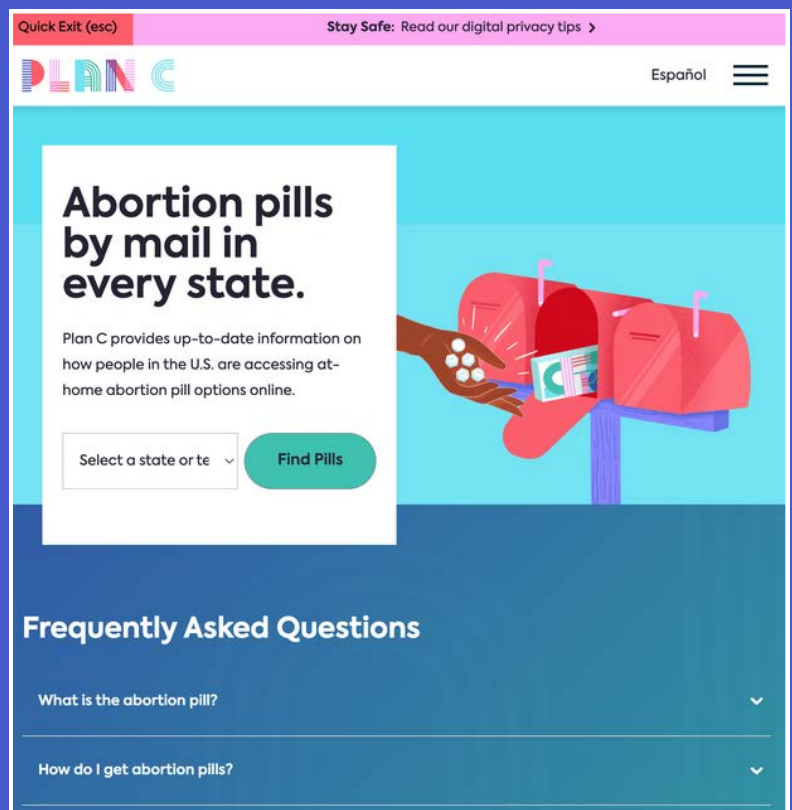 Quick Exit (esc)
Stay Safe: Read our digital privacy tips
PLAN C
Español
Abortion pills
by mail in
every state.
Plan C provides up-to-date information on
how people in the U.S. are accessing at-
home abortion pill options online.
Select a state or te
Find Pills
Frequently Asked Questions
What is the abortion pill?
How do I get abortion pills?